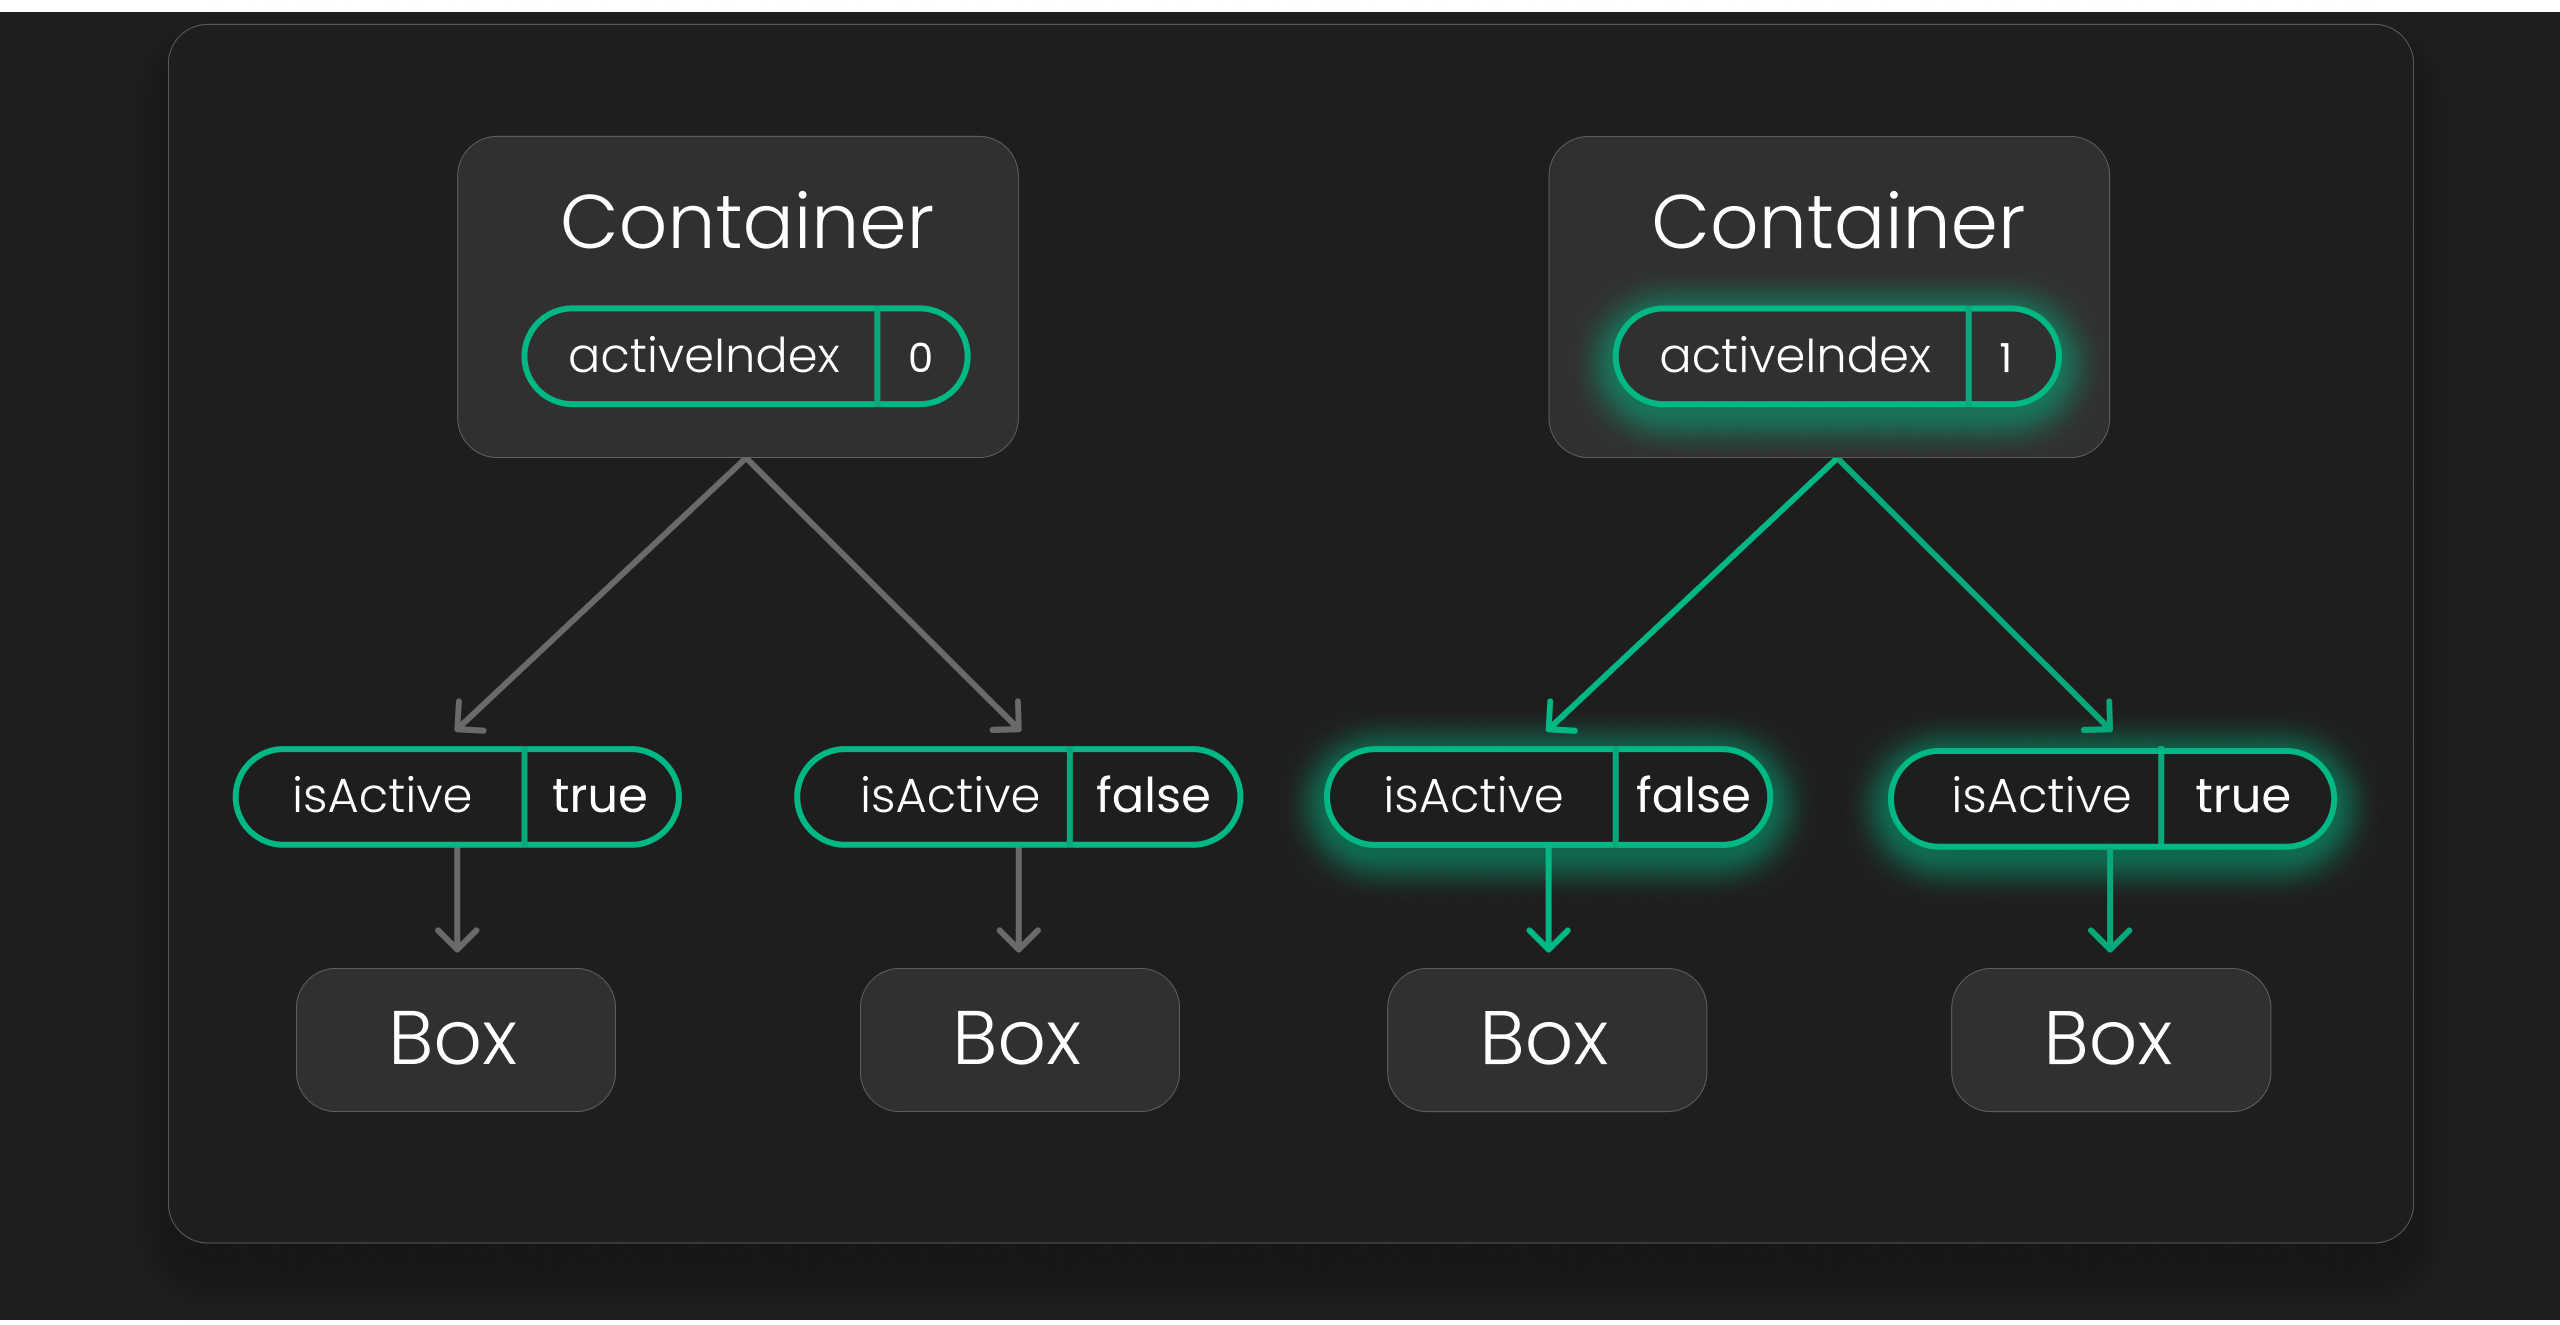 Container
activeIndex 0
isActive true
isActive false
Box
Box
Container
activeIndex 1
isActive false
isActive true
Box
Box